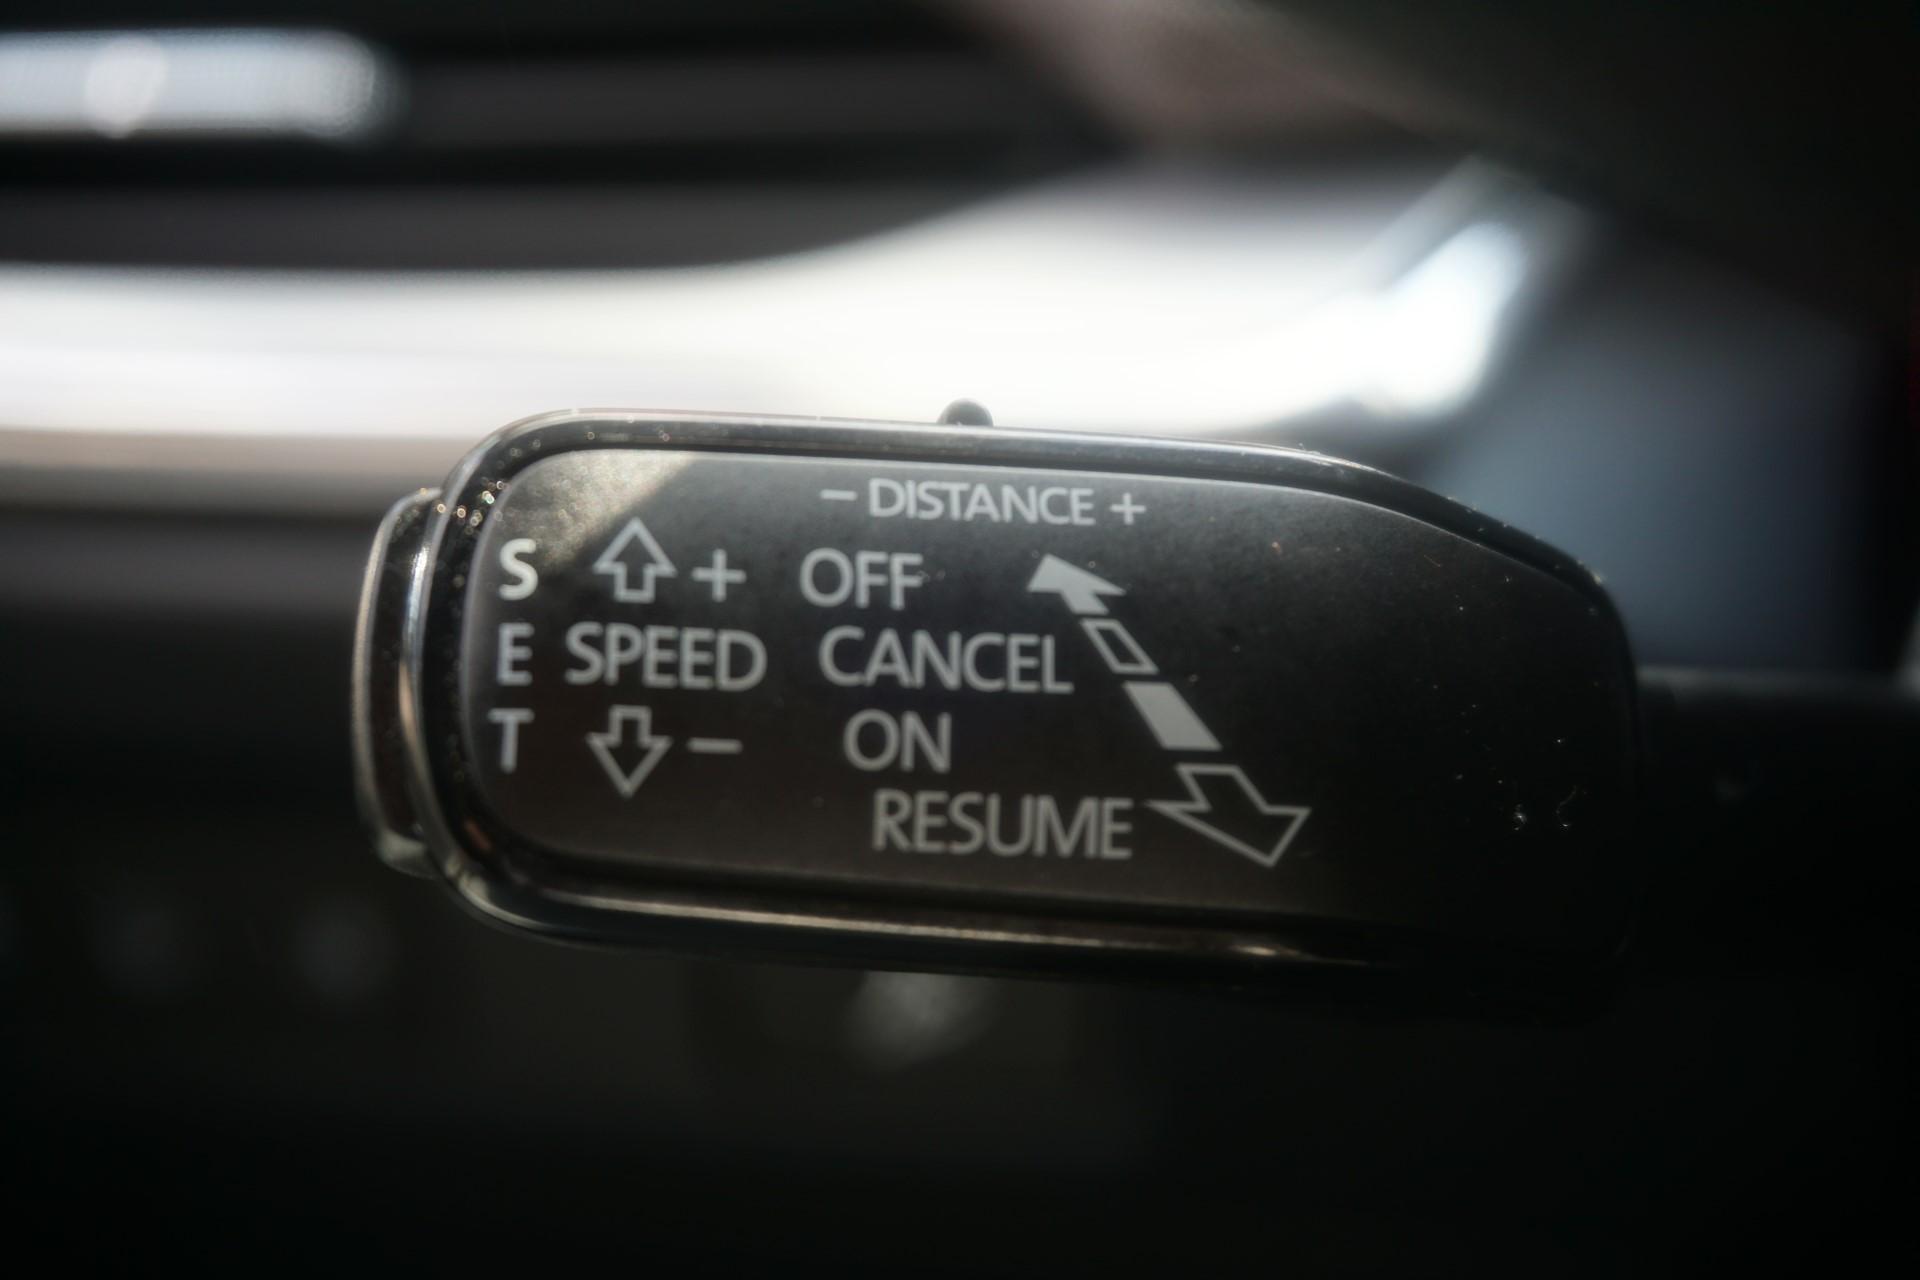 – DISTANCE +
S + OFF
E SPEED CANCEL
T – ON
RESUME